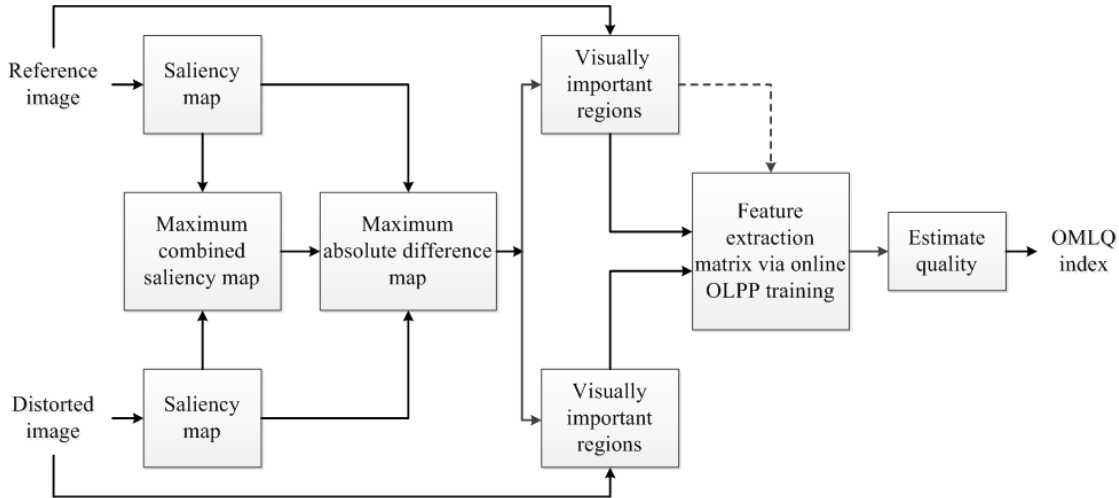 Reference
image
Saliency
map
Visually
important
regions
Maximum
combined
saliency map
Maximum
absolute difference
map
Feature
extraction
matrix via online
OLPP training
Estimate
quality
OMLQ
index
Distorted
image
Saliency
map
Visually
important
regions